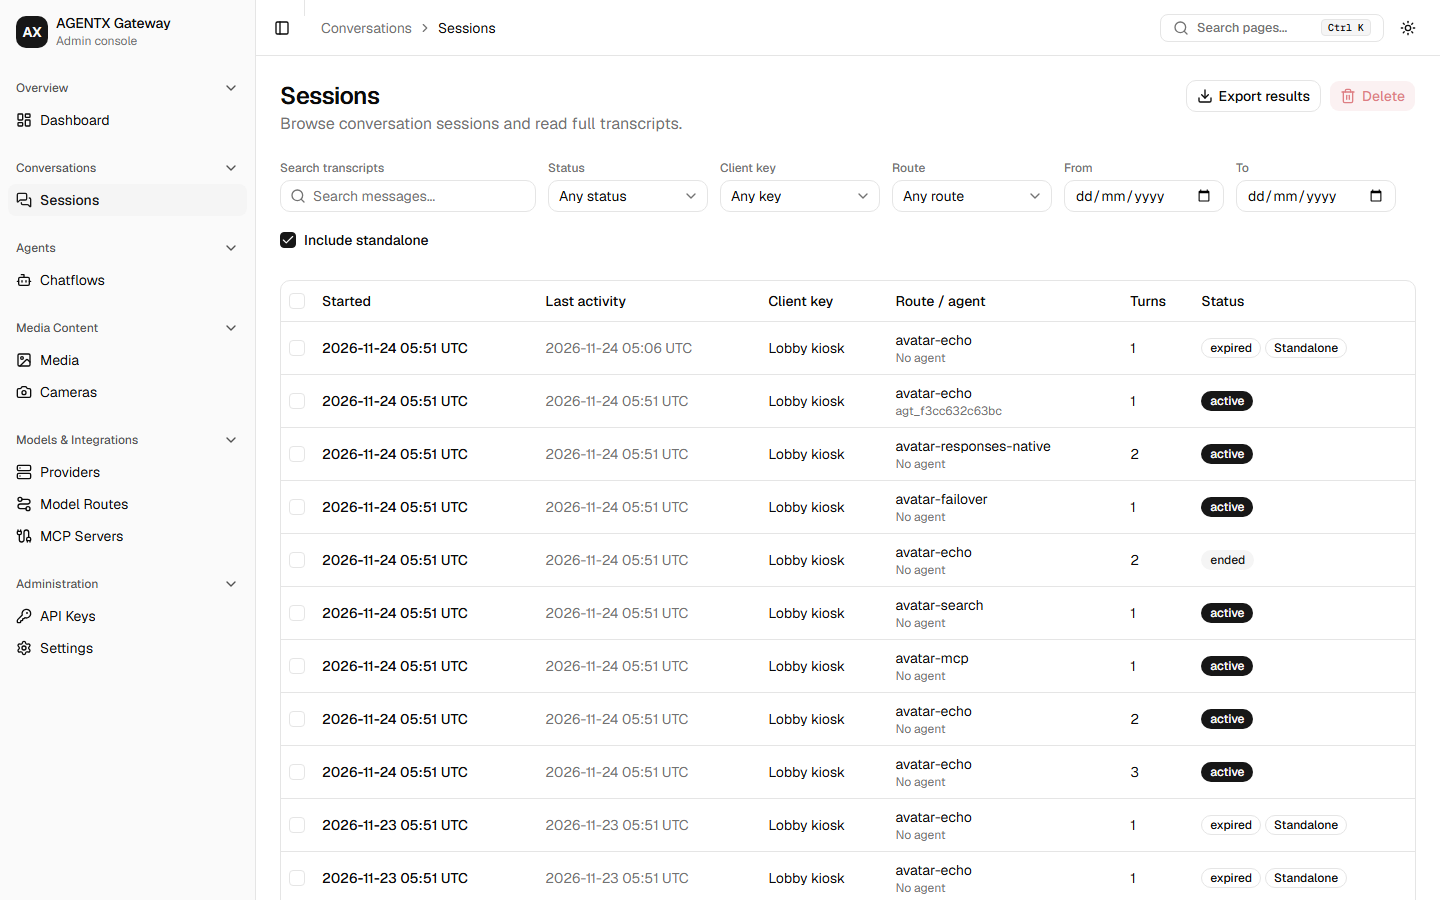 AX
AGENTX Gateway
Admin console
Overview
Dashboard
Conversations
Sessions
Agents
Chatflows
Media Content
Media
Cameras
Models & Integrations
Providers
Model Routes
MCP Servers
Administration
API Keys
Settings
Conversations > Sessions
Search pages... Ctrl K
Sessions
Browse conversation sessions and read full transcripts.
Export results
Delete
Search transcripts Status Client key Route From To
Search messages... Any status Any key Any route dd/mm/yyyy dd/mm/yyyy
Include standalone
Started Last activity Client key Route / agent Turns Status
2026-11-24 05:51 UTC 2026-11-24 05:06 UTC Lobby kiosk avatar-echo 1 expired Standalone
No agent
2026-11-24 05:51 UTC 2026-11-24 05:51 UTC Lobby kiosk avatar-echo 1 active
agt_f3cc632c63bc
2026-11-24 05:51 UTC 2026-11-24 05:51 UTC Lobby kiosk avatar-responses-native 2 active
No agent
2026-11-24 05:51 UTC 2026-11-24 05:51 UTC Lobby kiosk avatar-failover 1 active
No agent
2026-11-24 05:51 UTC 2026-11-24 05:51 UTC Lobby kiosk avatar-echo 2 ended
No agent
2026-11-24 05:51 UTC 2026-11-24 05:51 UTC Lobby kiosk avatar-search 1 active
No agent
2026-11-24 05:51 UTC 2026-11-24 05:51 UTC Lobby kiosk avatar-mcp 1 active
No agent
2026-11-24 05:51 UTC 2026-11-24 05:51 UTC Lobby kiosk avatar-echo 2 active
No agent
2026-11-24 05:51 UTC 2026-11-24 05:51 UTC Lobby kiosk avatar-echo 3 active
No agent
2026-11-23 05:51 UTC 2026-11-23 05:51 UTC Lobby kiosk avatar-echo 1 expired Standalone
No agent
2026-11-23 05:51 UTC 2026-11-23 05:51 UTC Lobby kiosk avatar-echo 1 expired Standalone
No agent